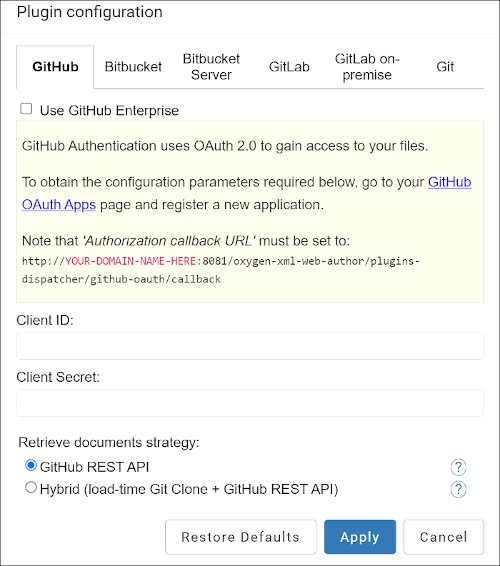 Plugin configuration
GitHub
Bitbucket
Bitbucket
Server
GitLab
GitLab on-
premise
Git
Use GitHub Enterprise
GitHub Authentication uses OAuth 2.0 to gain access to your files.
To obtain the configuration parameters required below, go to your GitHub
OAuth Apps page and register a new application.
Note that 'Authorization callback URL' must be set to:
http://YOUR-DOMAIN-NAME-HERE:8081/oxygen-xml-web-author/plugins-
dispatcher/github-oauth/callback
Client ID:
Client Secret:
Retrieve documents strategy:
GitHub REST API ?
Hybrid (load-time Git Clone + GitHub REST API) ?
Restore Defaults Apply Cancel